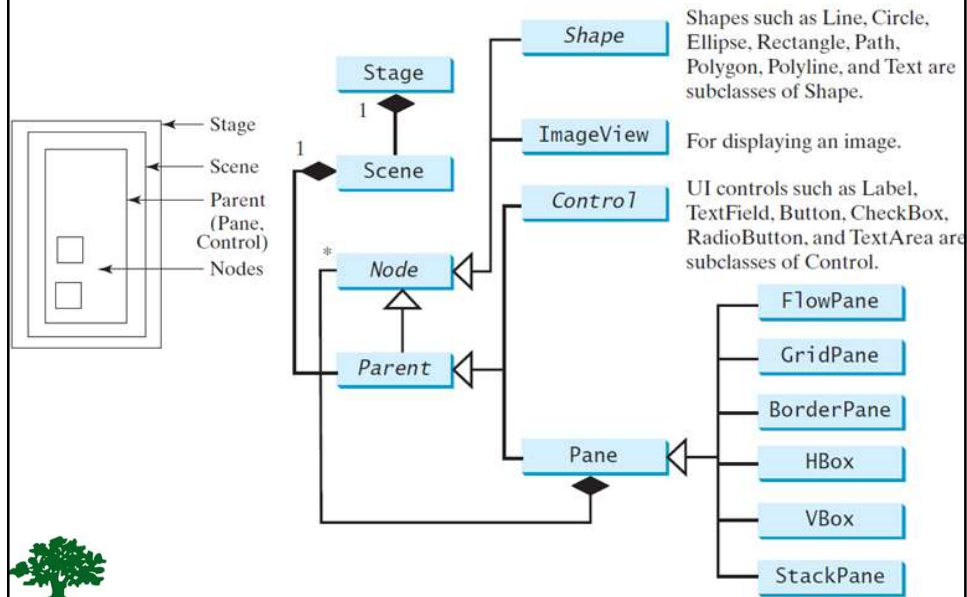 Stage
Scene
Parent
(Pane,
Control)
Nodes
Stage
1
1
Scene
*
Node
Parent
Shape
Shapes such as Line, Circle,
Ellipse, Rectangle, Path,
Polygon, Polyline, and Text are
subclasses of Shape.
ImageView
For displaying an image.
Control
UI controls such as Label,
TextField, Button, CheckBox,
RadioButton, and TextArea are
subclasses of Control.
Pane
FlowPane
GridPane
BorderPane
HBox
VBox
StackPane